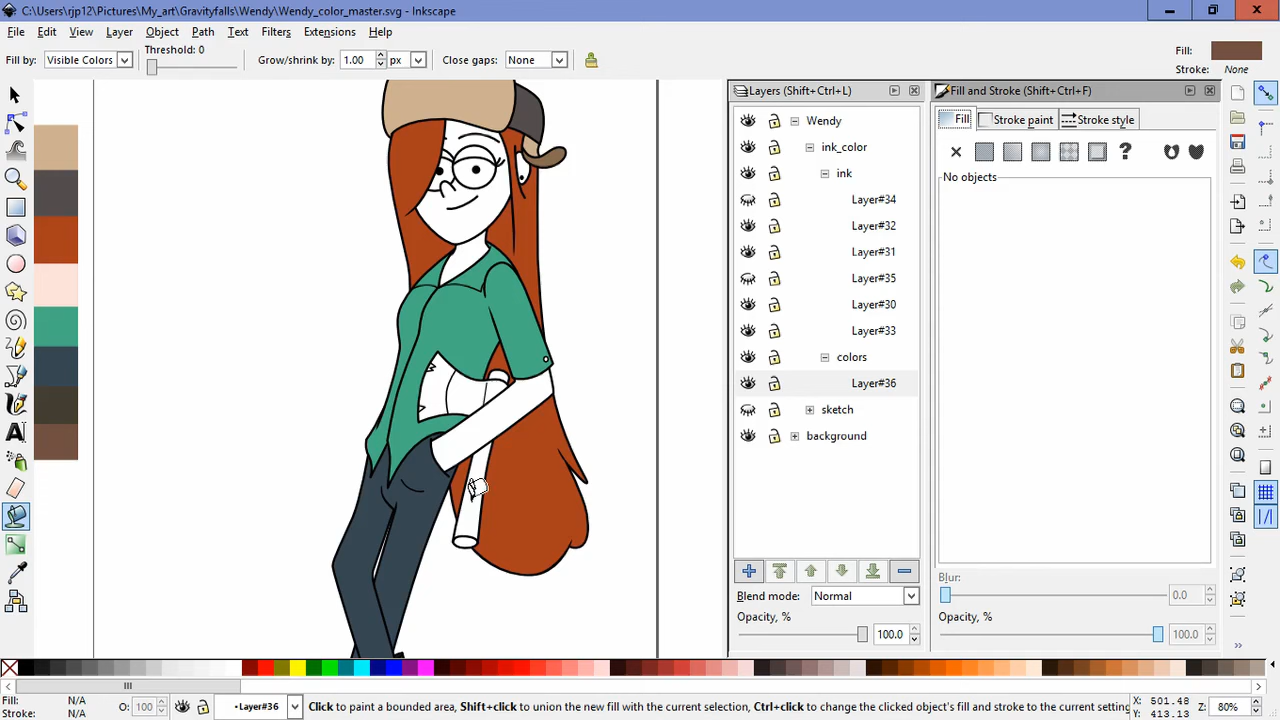 C:\Users\rjp12\Pictures\My_art\Gravityfalls\Wendy\Wendy_color_master.svg - Inkscape
File Edit View Layer Object Path Text Filters Extensions Help
Fill by: Visible Colors Threshold: 0 Grow/shrink by: 1.00 px Close gaps: None
Fill:
Stroke: None
Layers (Shift+Ctrl+L)
Wendy
ink_color
ink
Layer#34
Layer#32
Layer#31
Layer#35
Layer#30
Layer#33
colors
Layer#36
sketch
background
Blend mode: Normal
Opacity, %
100.0
Fill and Stroke (Shift+Ctrl+F)
Fill Stroke paint Stroke style
No objects
Blur:
0.0
Opacity, %
100.0
Fill: N/A
Stroke: N/A
O: 100
•Layer#36
Click to paint a bounded area, Shift+click to union the new fill with the current selection, Ctrl+click to change the clicked object's fill and stroke to the current setting
X: 501.48
Y: 413.13
Z: 80%